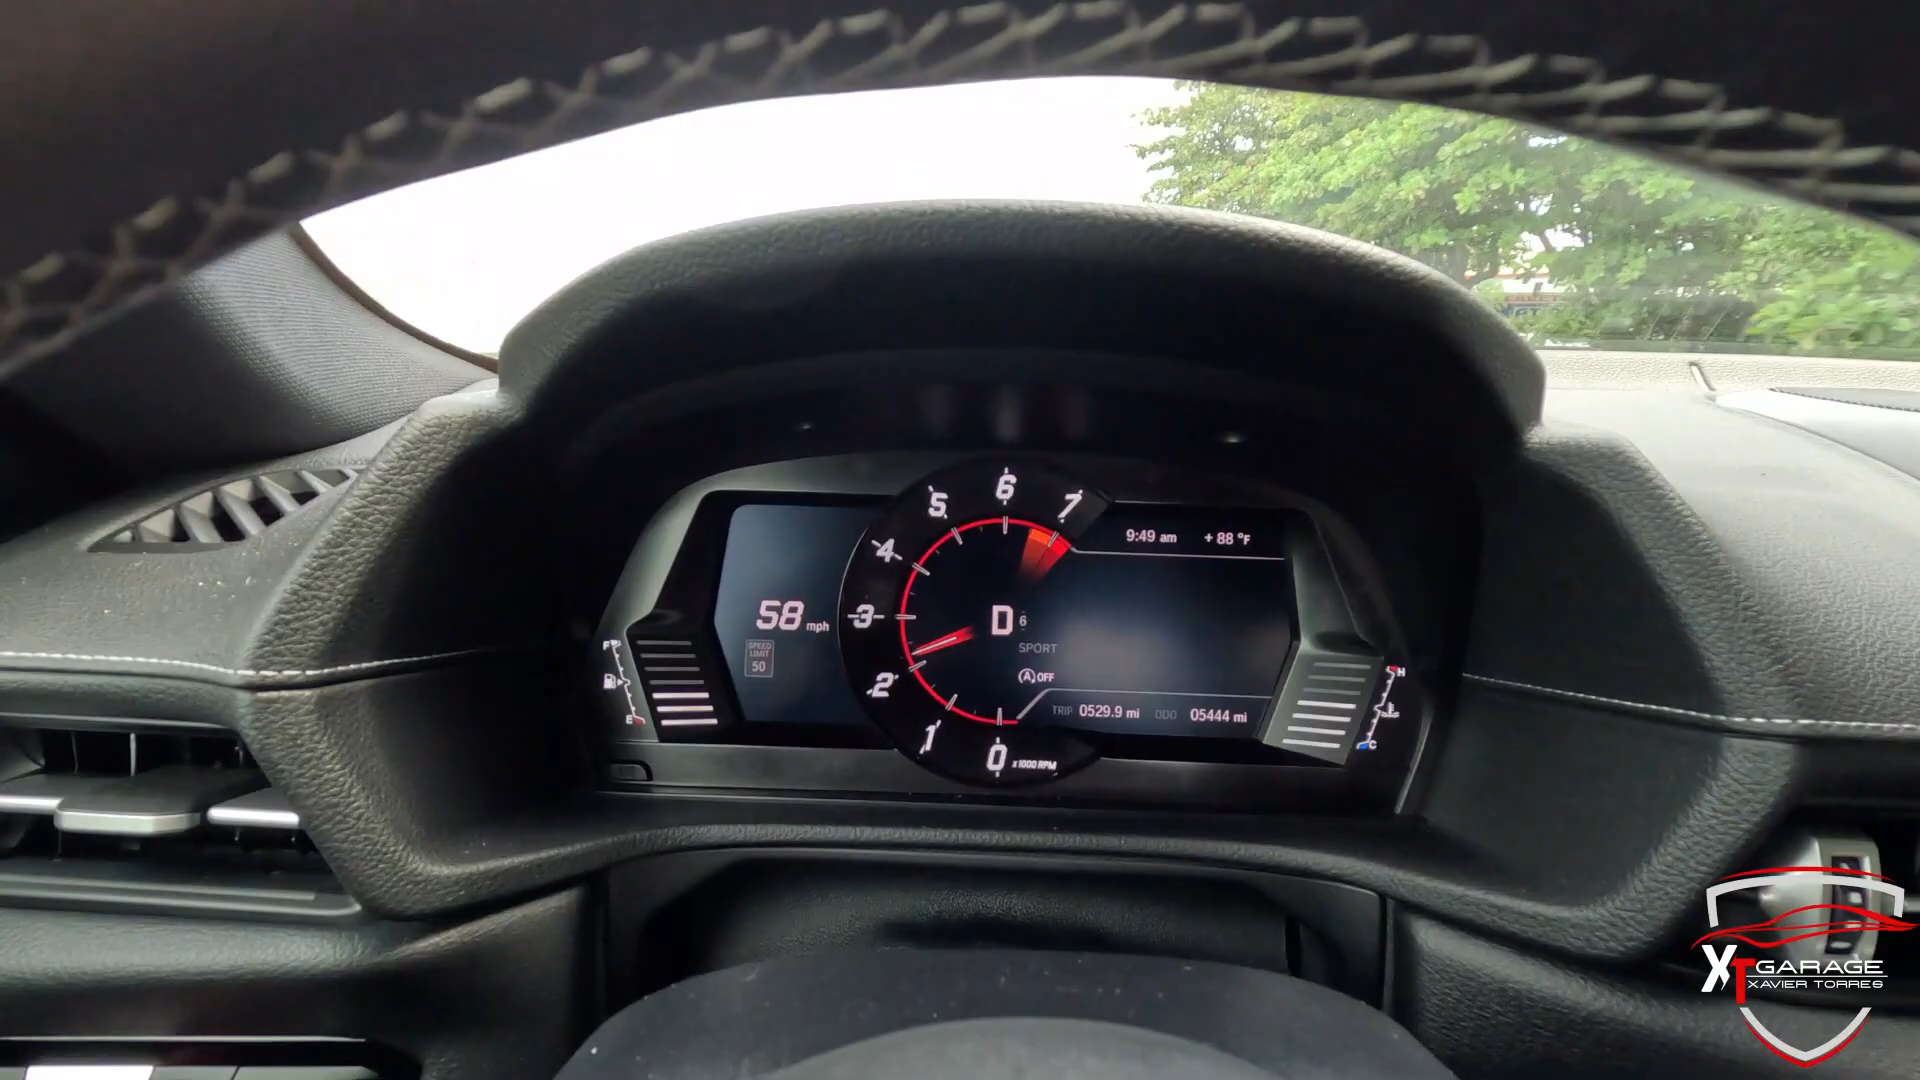 5
6
7
4
3
2
1
0 x1000 RPM
9:49 am +88 °F
58 mph
SPEED
LIMIT
50
D 6
SPORT
A OFF
TRIP 0529.9 mi ODO 05444 mi
F
E
H
C
XT GARAGE
XAVIER TORRES